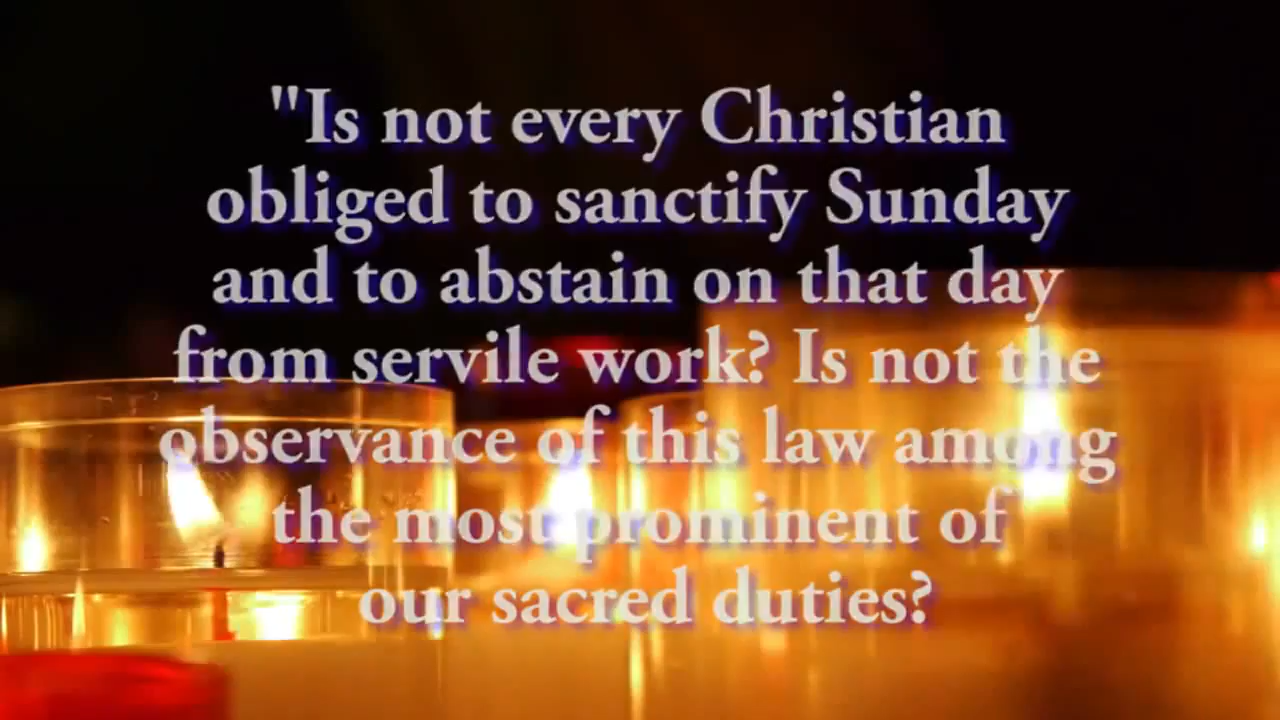 "Is not every Christian
obliged to sanctify Sunday
and to abstain on that day
from servile work? Is not the
observance of this law among
the most prominent of
our sacred duties?